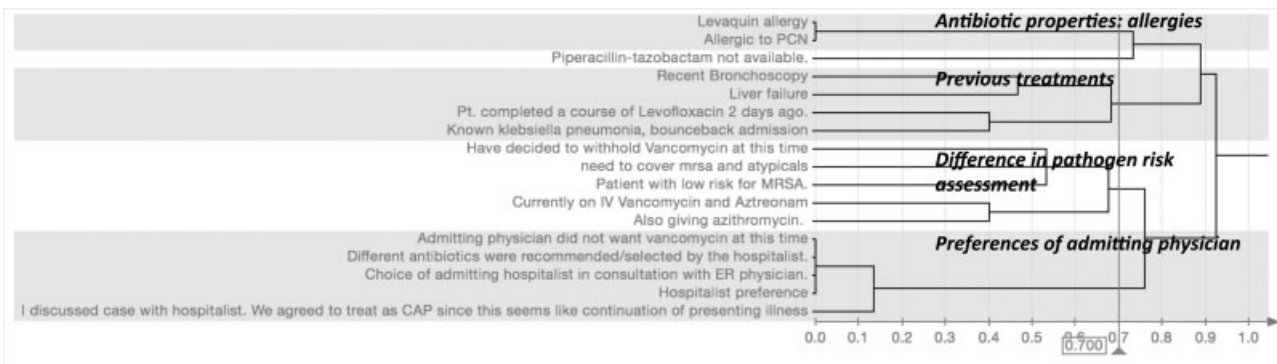 Levaquin allergy
Antibiotic properties: allergies
Allergic to PCN
Piperacillin-tazobactam not available.
Recent Bronchoscopy
Previous treatments
Liver failure
Pt. completed a course of Levofloxacin 2 days ago.
Known klebsiella pneumonia, bounceback admission
Have decided to withhold Vancomycin at this time
need to cover mrsa and atypicals
Difference in pathogen risk
assessment
Patient with low risk for MRSA.
Currently on IV Vancomycin and Aztreonam
Also giving azithromycin.
Admitting physician did not want vancomycin at this time
Preferences of admitting physician
Different antibiotics were recommended/selected by the hospitalist.
Choice of admitting hospitalist in consultation with ER physician.
Hospitalist preference
I discussed case with hospitalist. We agreed to treat as CAP since this seems like continuation of presenting illness
0.0 0.1 0.2 0.3 0.4 0.5 0.6 0.7 0.8 0.9 1.0
0.700